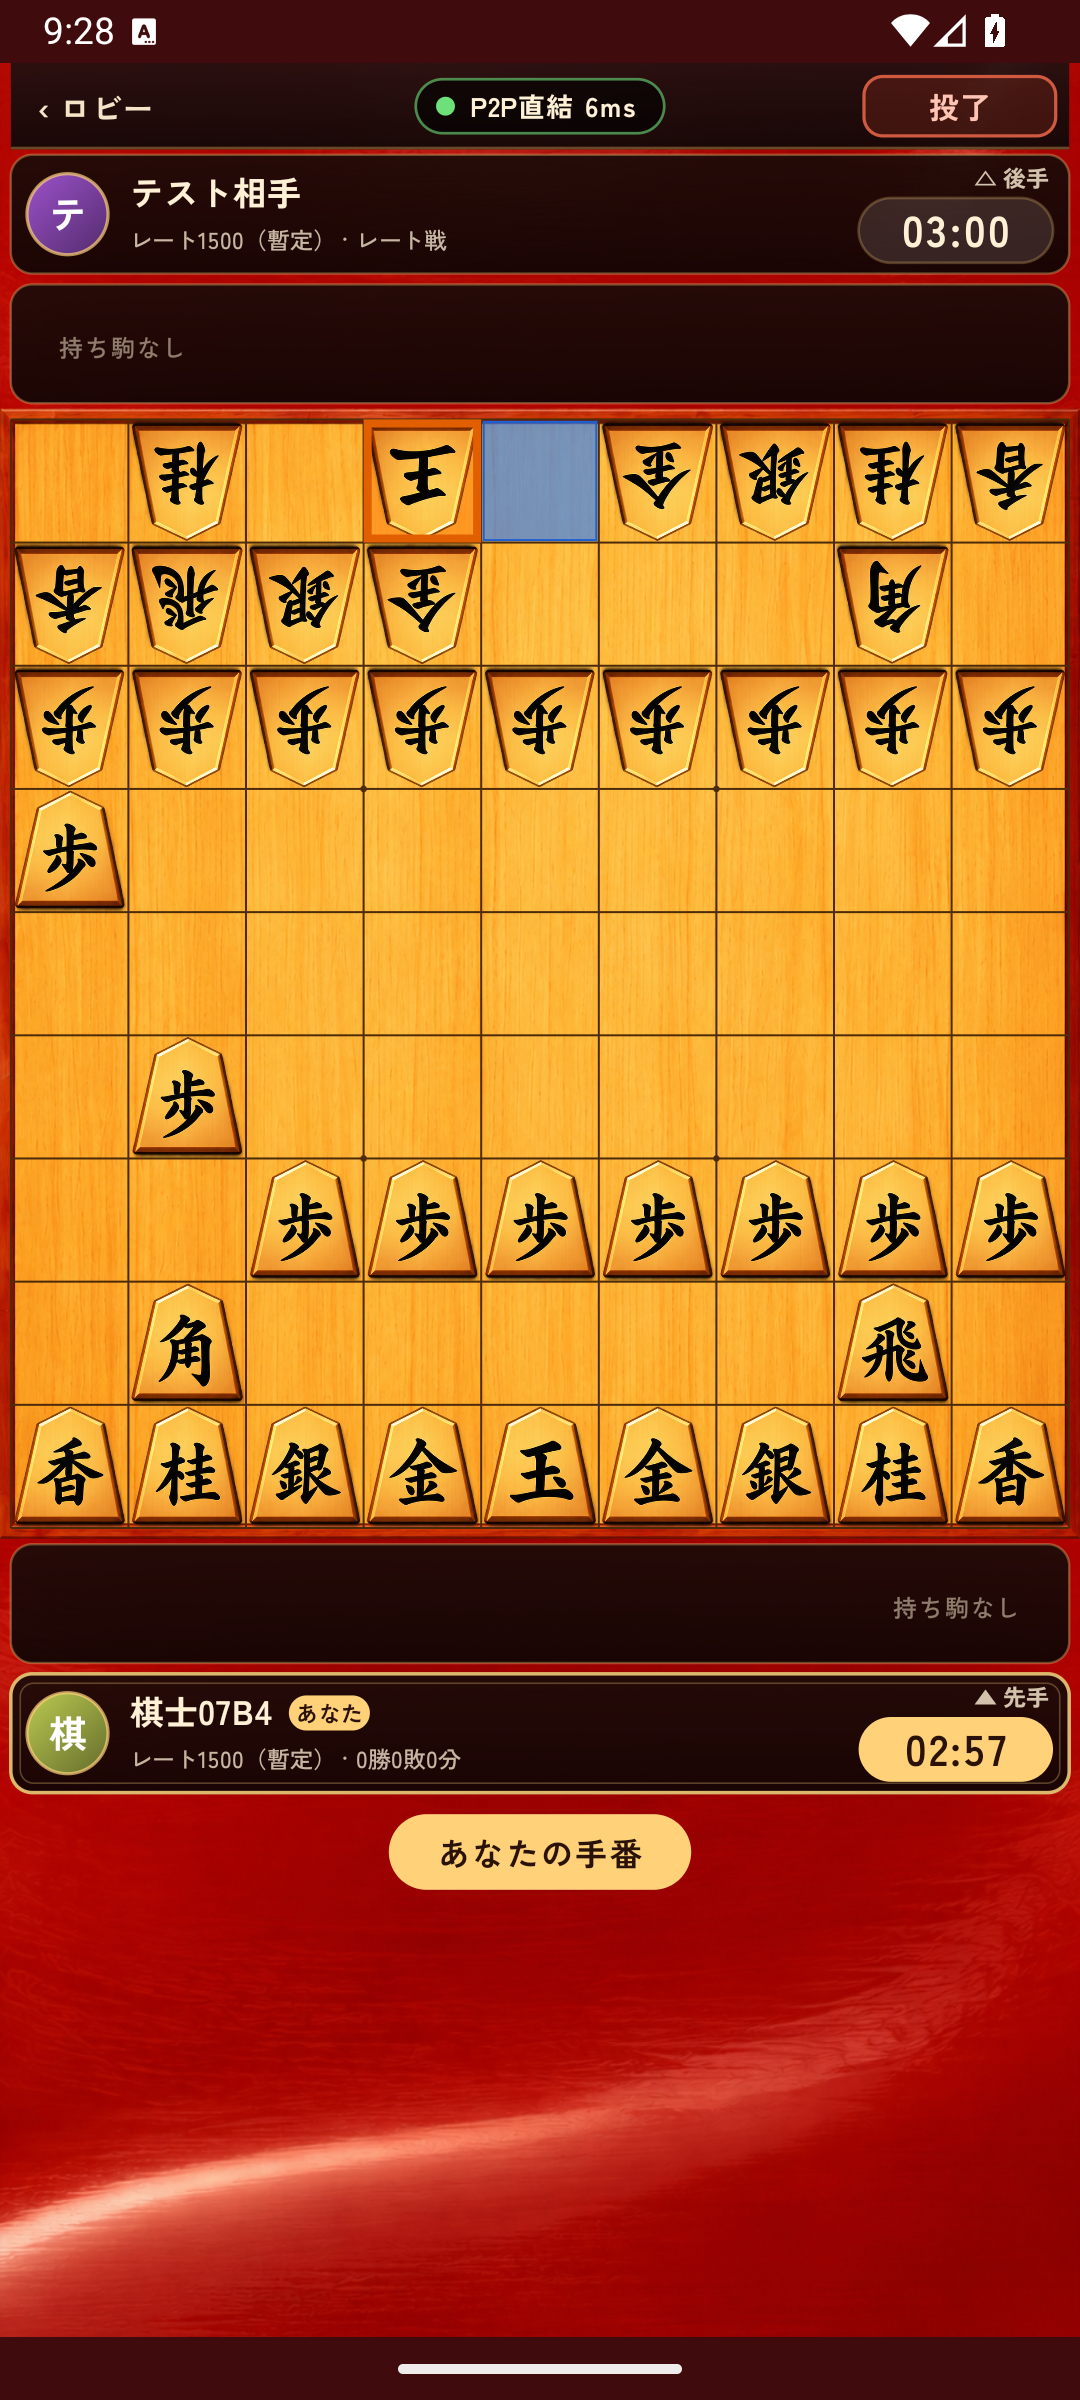 9:28 A
‹ ロビー
P2P直結 6ms
投了
テ
テスト相手
レート1500（暫定）・レート戦
△ 後手
03:00
持ち駒なし
桂 王 金 銀 桂 香
香 飛 銀 金 角
歩 歩 歩 歩 歩 歩 歩 歩 歩
歩
歩
歩 歩 歩 歩 歩 歩 歩
角 飛
香 桂 銀 金 玉 金 銀 桂 香
持ち駒なし
棋
棋士07B4 あなた
レート1500（暫定）・0勝0敗0分
▲ 先手
02:57
あなたの手番